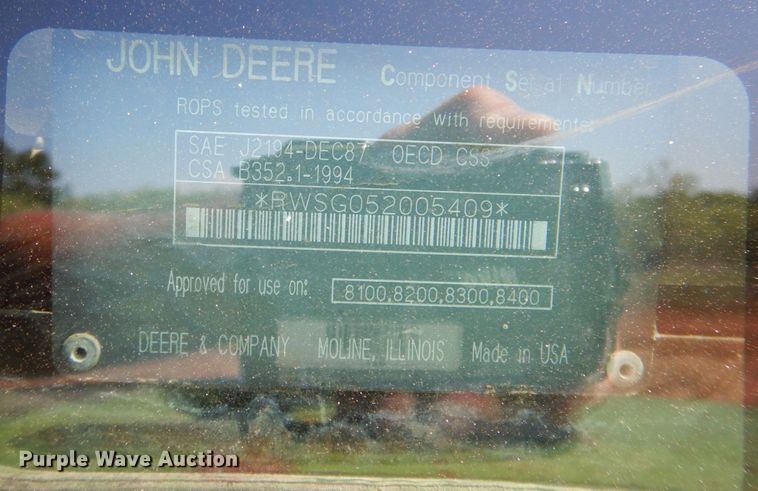 JOHN DEERE Component Serial Number
ROPS tested in accordance with requirements:
SAE J2194-DEC87 OECD CSS
CSA B352.1-1994
*RWSG052005409*
Approved for use on: 8100,8200,8300,8400
DEERE & COMPANY MOLINE, ILLINOIS Made in USA
Purple Wave Auction